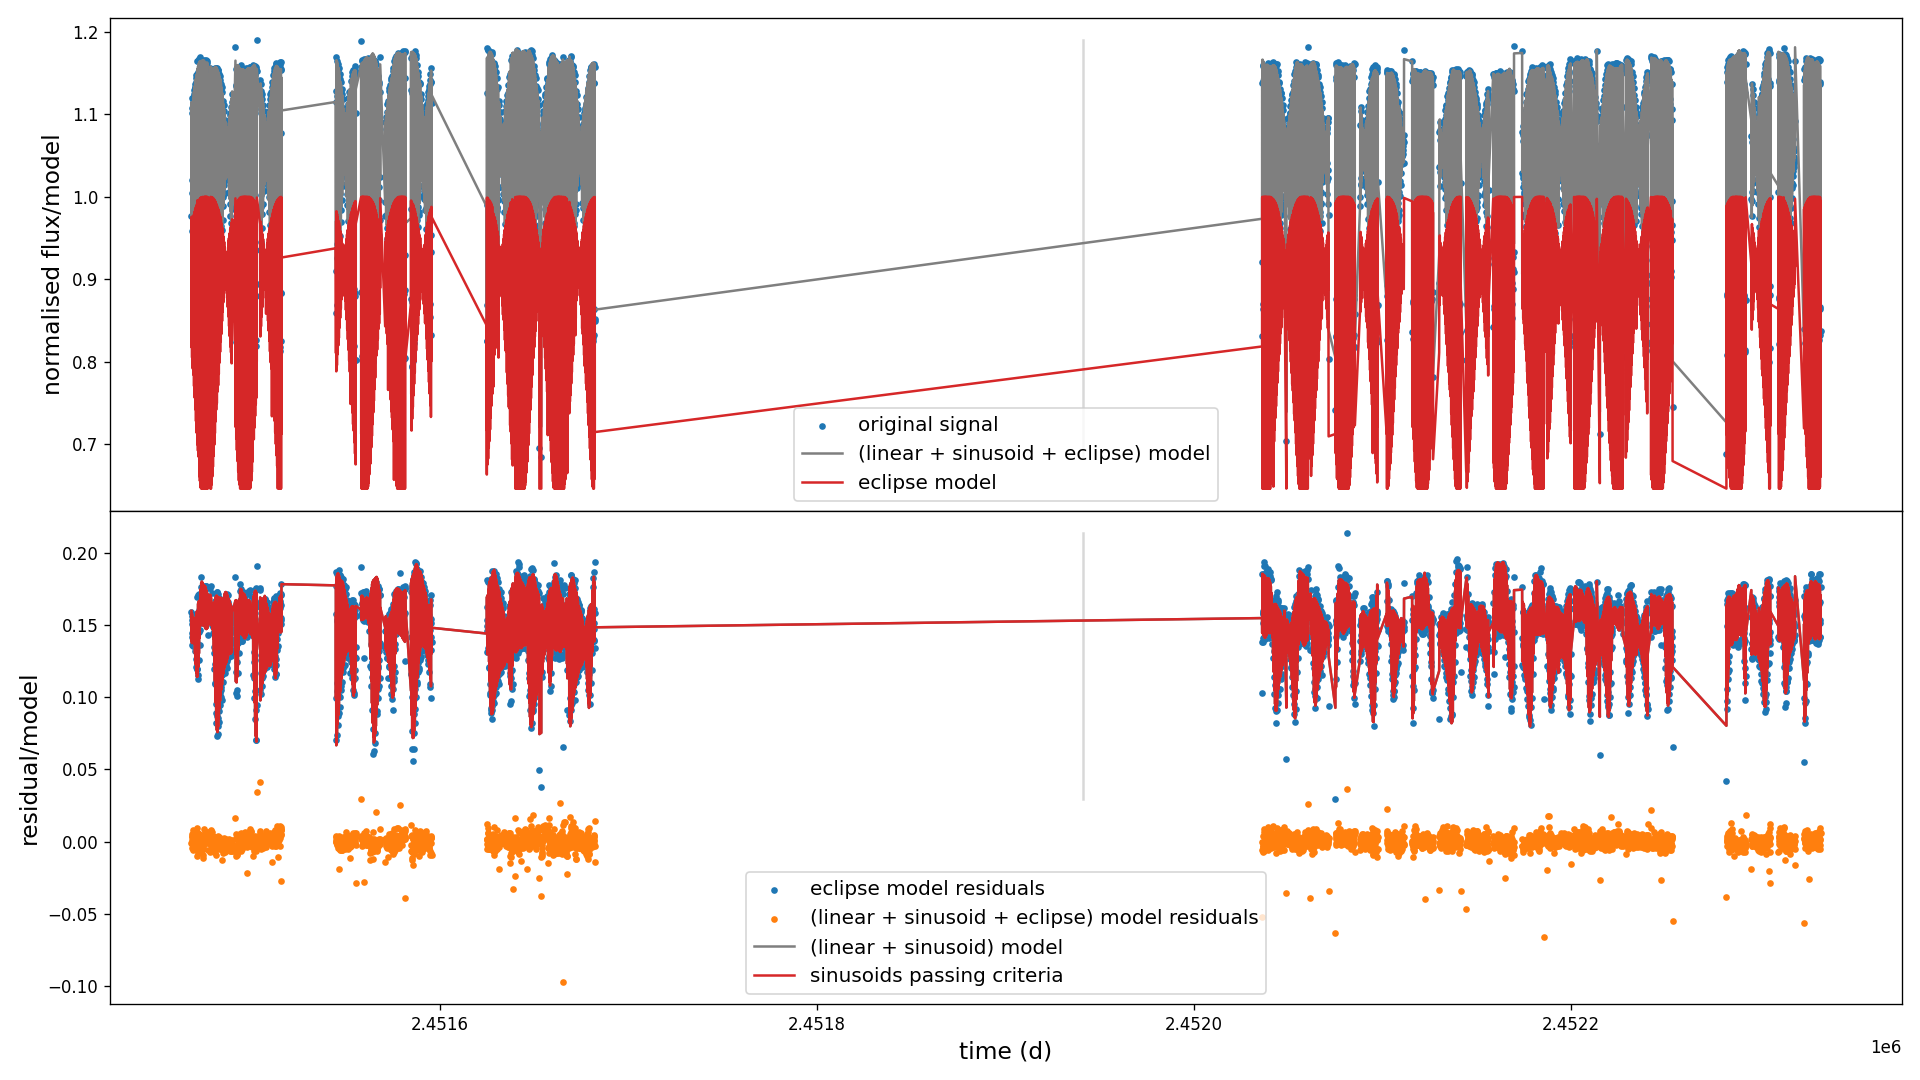 normalised flux/model
1.2
1.1
1.0
0.9
0.8
0.7
original signal
(linear + sinusoid + eclipse) model
eclipse model
residual/model
0.20
0.15
0.10
0.05
0.00
−0.05
−0.10
eclipse model residuals
(linear + sinusoid + eclipse) model residuals
(linear + sinusoid) model
sinusoids passing criteria
2.4516
2.4518
2.4520
2.4522
1e6
time (d)